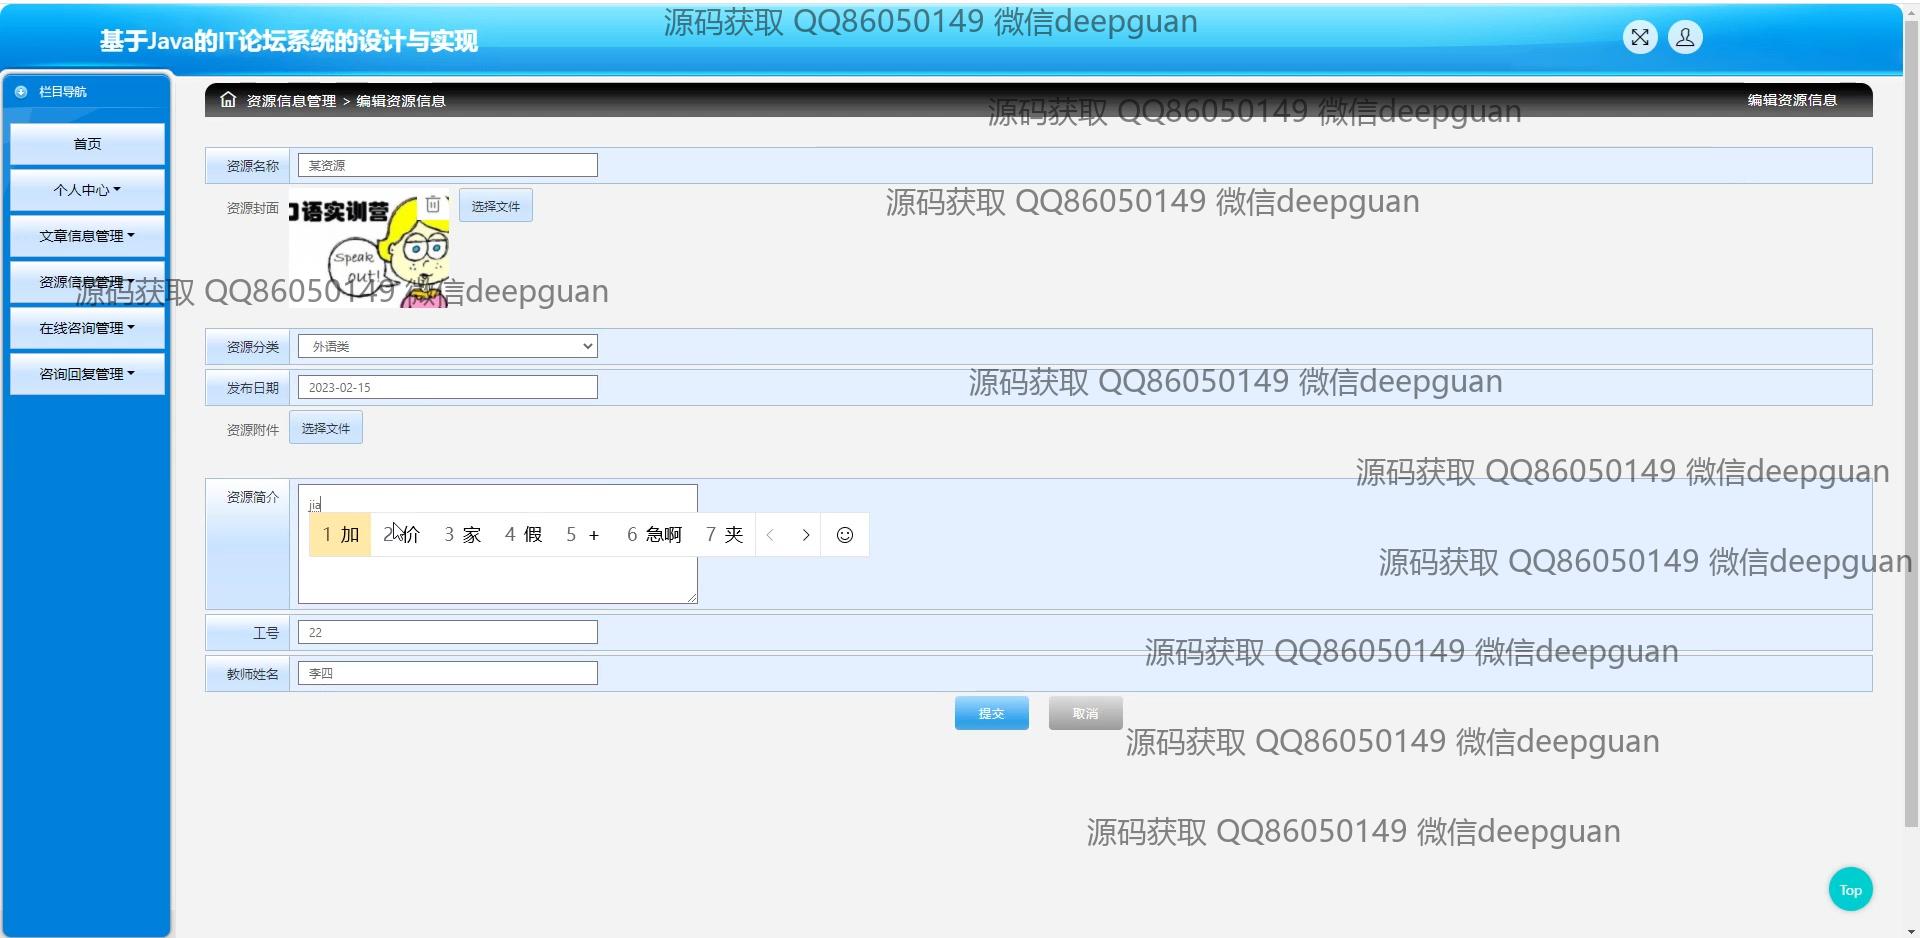 源码获取 QQ86050149 微信deepguan
基于Java的IT论坛系统的设计与实现
栏目导航
首页
个人中心
文章信息管理
资源信息管理
在线咨询管理
咨询回复管理
资源信息管理 > 编辑资源信息
编辑资源信息
源码获取 QQ86050149 微信deepguan
资源名称 某资源
源码获取 QQ86050149 微信deepguan
资源封面
口语实训营
Speak
out!
选择文件
源码获取 QQ86050149 微信deepguan
资源分类 外语类
源码获取 QQ86050149 微信deepguan
发布日期 2023-02-15
资源附件 选择文件
源码获取 QQ86050149 微信deepguan
资源简介 jia
1 加 2 价 3 家 4 假 5 + 6 急啊 7 夹
源码获取 QQ86050149 微信deepguan
工号 22
源码获取 QQ86050149 微信deepguan
教师姓名 李四
提交 取消
源码获取 QQ86050149 微信deepguan
源码获取 QQ86050149 微信deepguan
Top